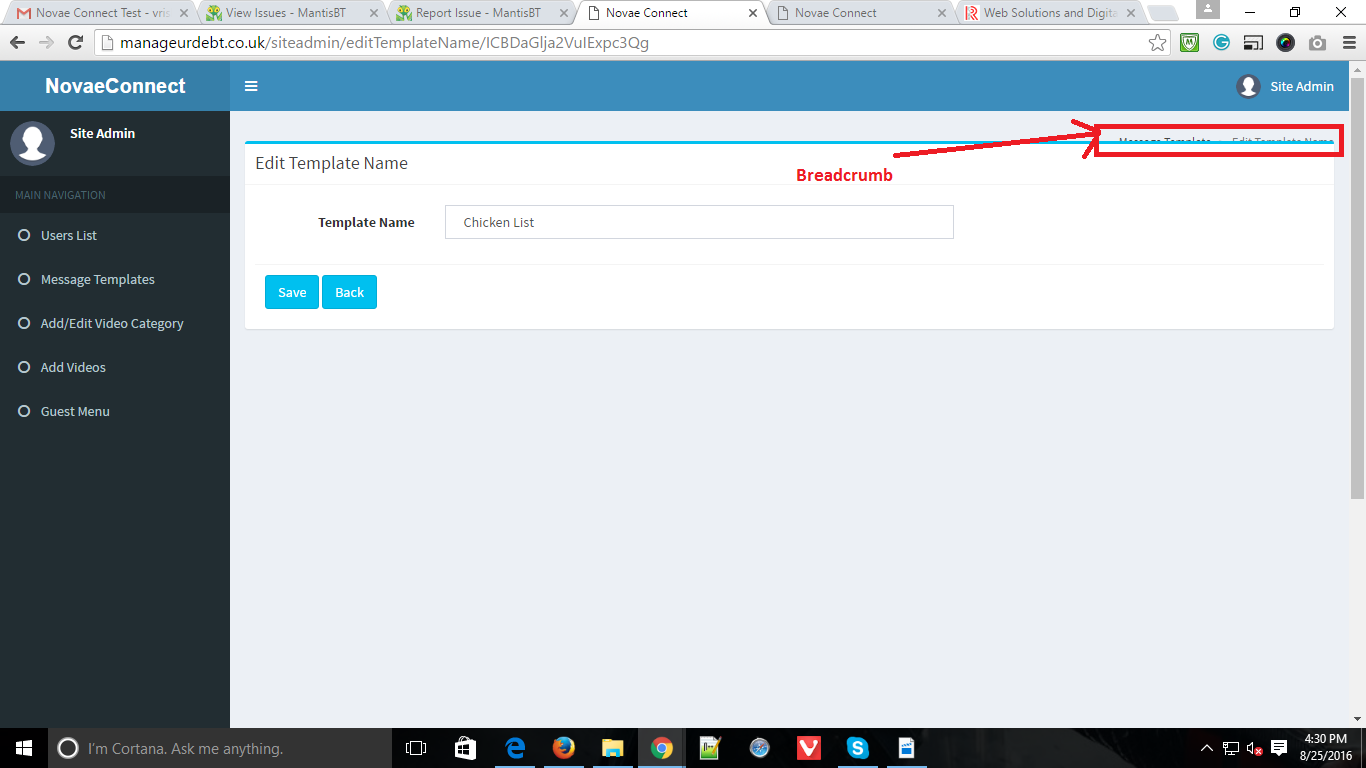 Novae Connect Test - vris
View Issues - MantisBT
Report Issue - MantisBT
Novae Connect
Novae Connect
Web Solutions and Digita
manageurdebt.co.uk/siteadmin/editTemplateName/ICBDaGlja2VuIExpc3Qg
NovaeConnect
Site Admin
Site Admin
MAIN NAVIGATION
Users List
Message Templates
Add/Edit Video Category
Add Videos
Guest Menu
Message Template > Edit Template Name
Breadcrumb
Edit Template Name
Template Name
Chicken List
Save
Back
I'm Cortana. Ask me anything.
4:30 PM
8/25/2016